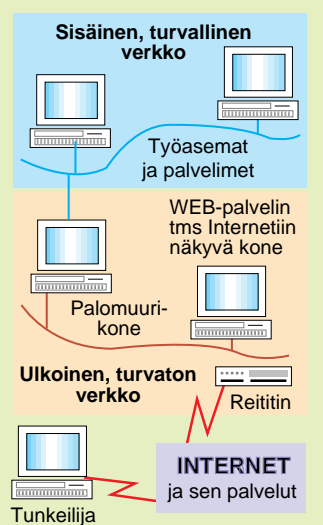 Sisäinen, turvallinen
verkko
Työasemat
ja palvelimet
WEB-palvelin
tms Internetiin
näkyvä kone
Palomuuri-
kone
Ulkoinen, turvaton
verkko
Reititin
INTERNET
ja sen palvelut
Tunkeilija